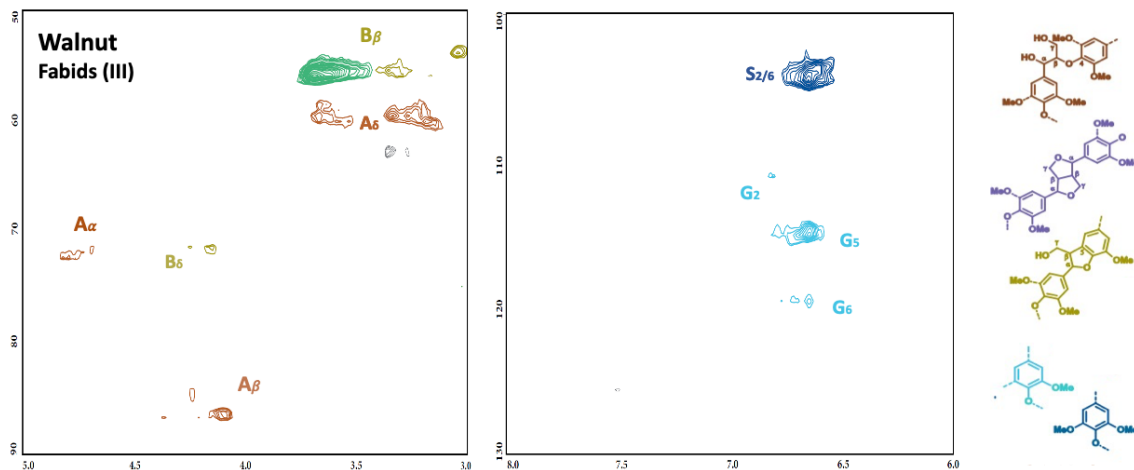 Walnut
Fabids (III)
50
60
70
80
90
5.0
4.5
4.0
3.5
3.0
Bβ
Aδ
Aα
Bδ
Aβ
100
110
120
130
8.0
7.5
7.0
6.5
6.0
S2/6
G2
G5
G6
HO
MeO
γ
HO
α
β
O
4
OMe
MeO
OMe
O
OMe
O
O
α
OMe
γ
β
β
γ
MeO
α
O
O
OMe
γ
HO
β
3
α
O
OMe
MeO
O
OMe
OMe
O
MeO
OMe
O